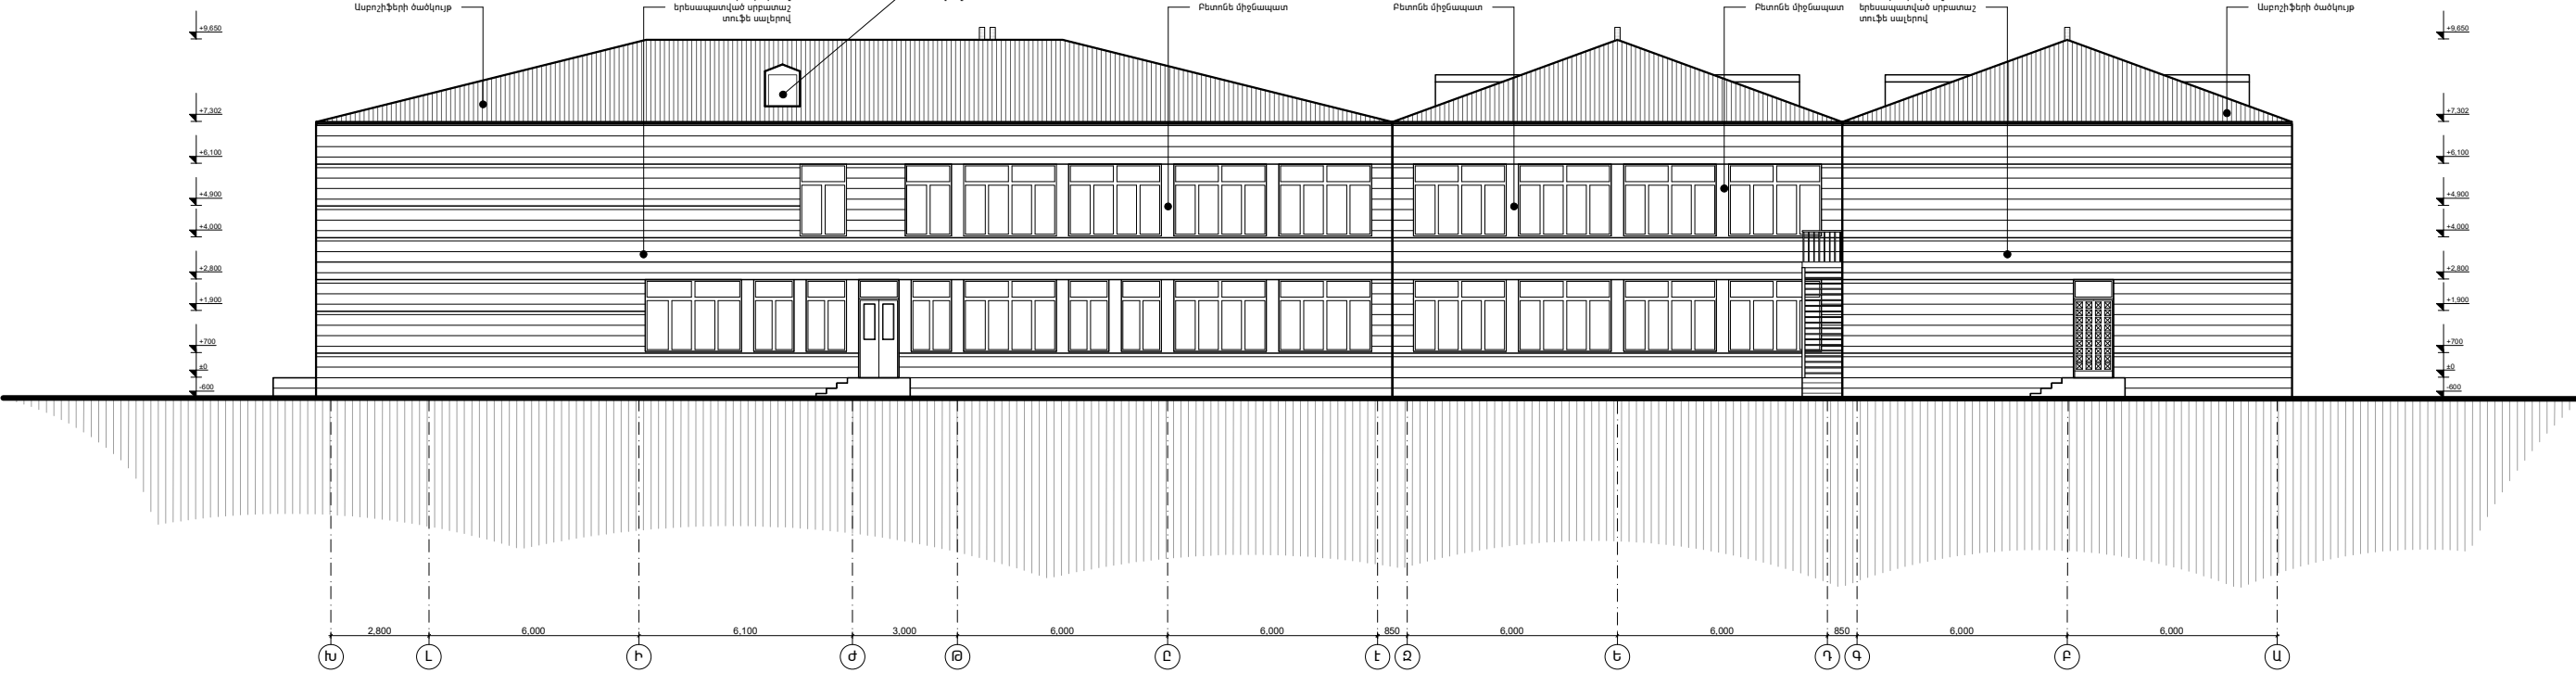 Ասբոշիֆերի ծածկույթ
երեսապատված սրբատաշ
տուֆե սալերով
Բետոնե միջնապատ
Բետոնե միջնապատ
Բետոնե միջնապատ
երեսապատված սրբատաշ
տուֆե սալերով
Ասբոշիֆերի ծածկույթ
+9,650
+7,302
+6,100
+4,900
+4,000
+2,800
+1,900
+700
±0
-600
+9,650
+7,302
+6,100
+4,900
+4,000
+2,800
+1,900
+700
±0
-600
2,800 6,000 6,100 3,000 6,000 6,000 850 6,000 6,000 850 6,000 6,000
Խ Լ Ի Ժ Թ Ը Է Զ Ե Դ Գ Բ Ա